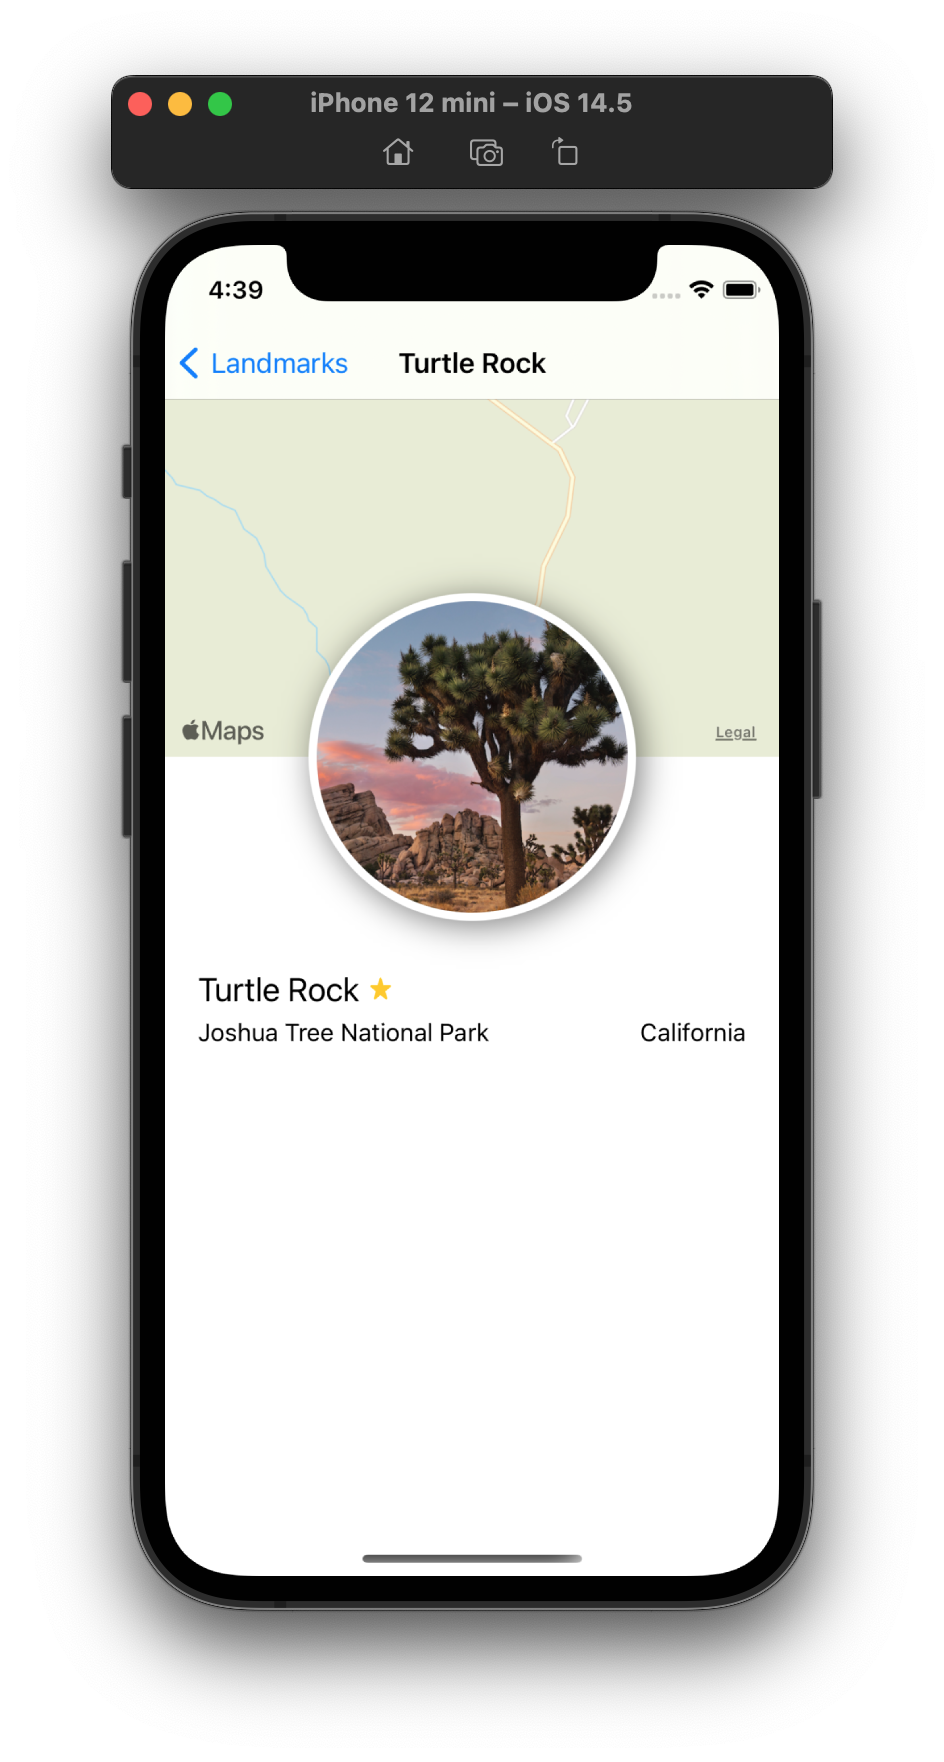 iPhone 12 mini – iOS 14.5
4:39
Landmarks Turtle Rock
Maps Legal
Turtle Rock
Joshua Tree National Park California